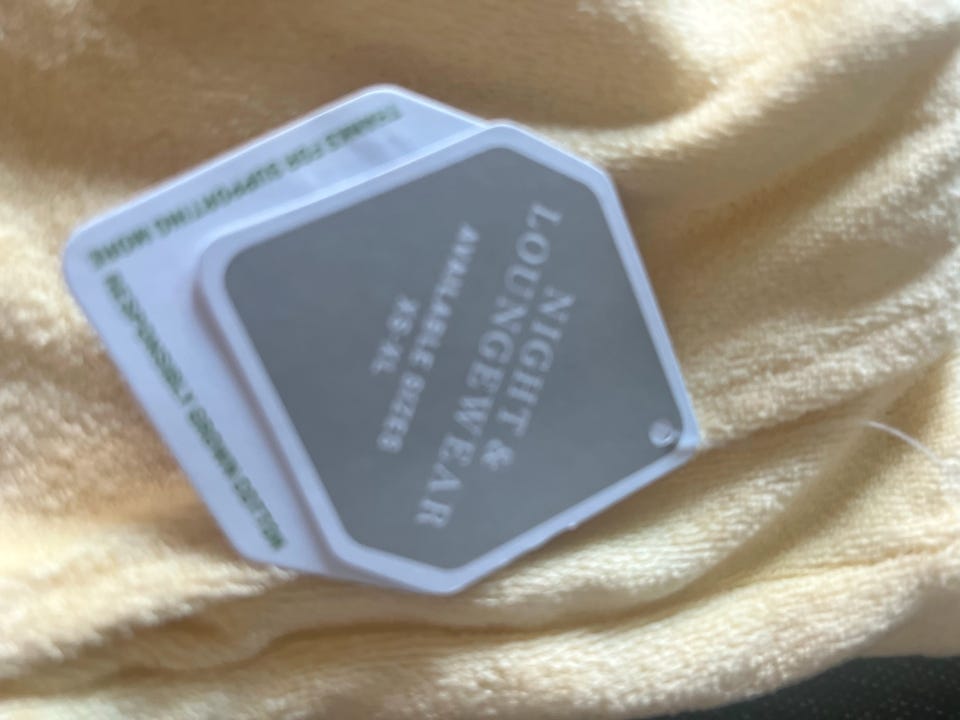 NIGHT &
LOUNGEWEAR
AVAILABLE SIZES
XS-XL
THANKS FOR SUPPORTING MORE
RESPONSIBLY GROWN COTTON